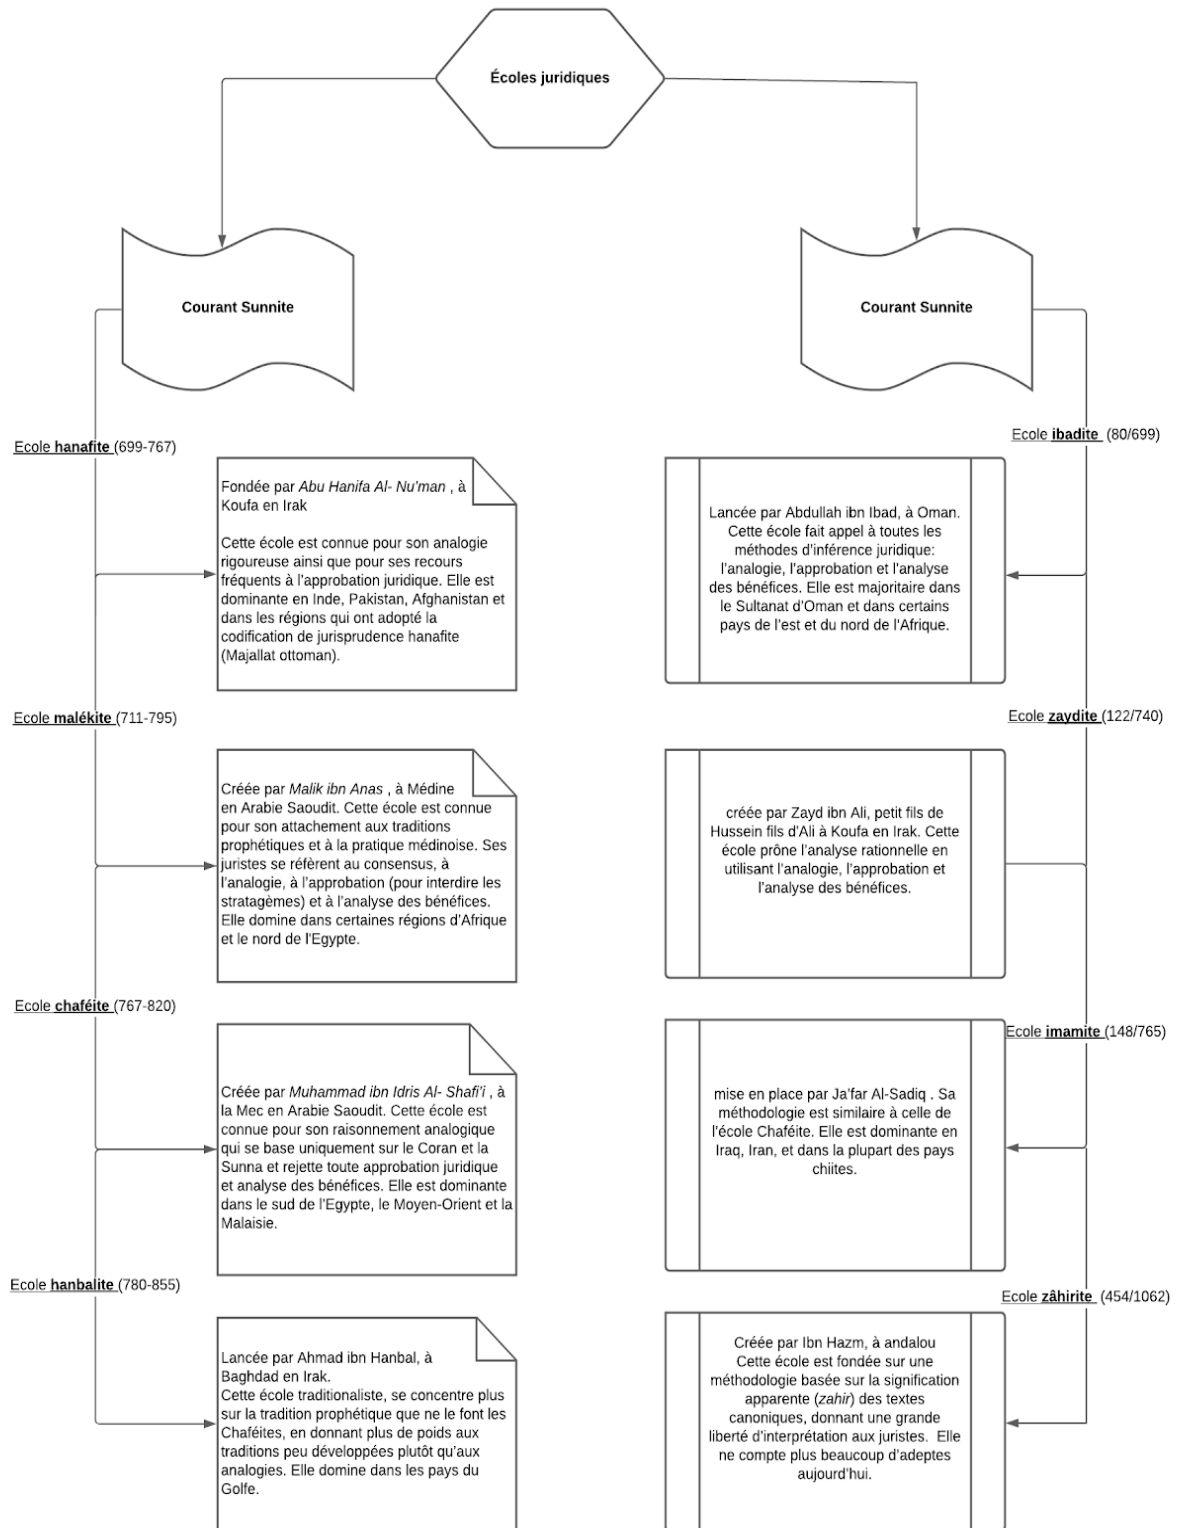 Écoles juridiques
Courant Sunnite
Courant Sunnite
Ecole hanafite (699-767)
Fondée par Abu Hanifa Al- Nu'man , à
Koufa en Irak
Cette école est connue pour son analogie
rigoureuse ainsi que pour ses recours
fréquents à l'approbation juridique. Elle est
dominante en Inde, Pakistan, Afghanistan et
dans les régions qui ont adopté la
codification de jurisprudence hanafite
(Majallat ottoman).
Ecole malékite (711-795)
Créée par Malik ibn Anas , à Médine
en Arabie Saoudit. Cette école est connue
pour son attachement aux traditions
prophétiques et à la pratique médinoise. Ses
juristes se réfèrent au consensus, à
l'analogie, à l'approbation (pour interdire les
stratagèmes) et à l'analyse des bénéfices.
Elle domine dans certaines régions d'Afrique
et le nord de l'Egypte.
Ecole chaféite (767-820)
Créée par Muhammad ibn Idris Al- Shafi'i , à
la Mec en Arabie Saoudit. Cette école est
connue pour son raisonnement analogique
qui se base uniquement sur le Coran et la
Sunna et rejette toute approbation juridique
et analyse des bénéfices. Elle est dominante
dans le sud de l'Egypte, le Moyen-Orient et la
Malaisie.
Ecole hanbalite (780-855)
Lancée par Ahmad ibn Hanbal, à
Baghdad en Irak.
Cette école traditionaliste, se concentre plus
sur la tradition prophétique que ne le font les
Chaféites, en donnant plus de poids aux
traditions peu développées plutôt qu'aux
analogies. Elle domine dans les pays du
Golfe.
Ecole ibadite (80/699)
Lancée par Abdullah ibn Ibad, à Oman.
Cette école fait appel à toutes les
méthodes d'inférence juridique:
l'analogie, l'approbation et l'analyse
des bénéfices. Elle est majoritaire dans
le Sultanat d'Oman et dans certains
pays de l'est et du nord de l'Afrique.
Ecole zaydite (122/740)
créée par Zayd ibn Ali, petit fils de
Hussein fils d'Ali à Koufa en Irak. Cette
école prône l'analyse rationnelle en
utilisant l'analogie, l'approbation et
l'analyse des bénéfices.
Ecole imamite (148/765)
mise en place par Ja'far Al-Sadiq . Sa
méthodologie est similaire à celle de
l'école Chaféite. Elle est dominante en
Iraq, Iran, et dans la plupart des pays
chiites.
Ecole zâhirite (454/1062)
Créée par Ibn Hazm, à andalou
Cette école est fondée sur une
méthodologie basée sur la signification
apparente (zahir) des textes
canoniques, donnant une grande
liberté d'interprétation aux juristes. Elle
ne compte plus beaucoup d'adeptes
aujourd'hui.